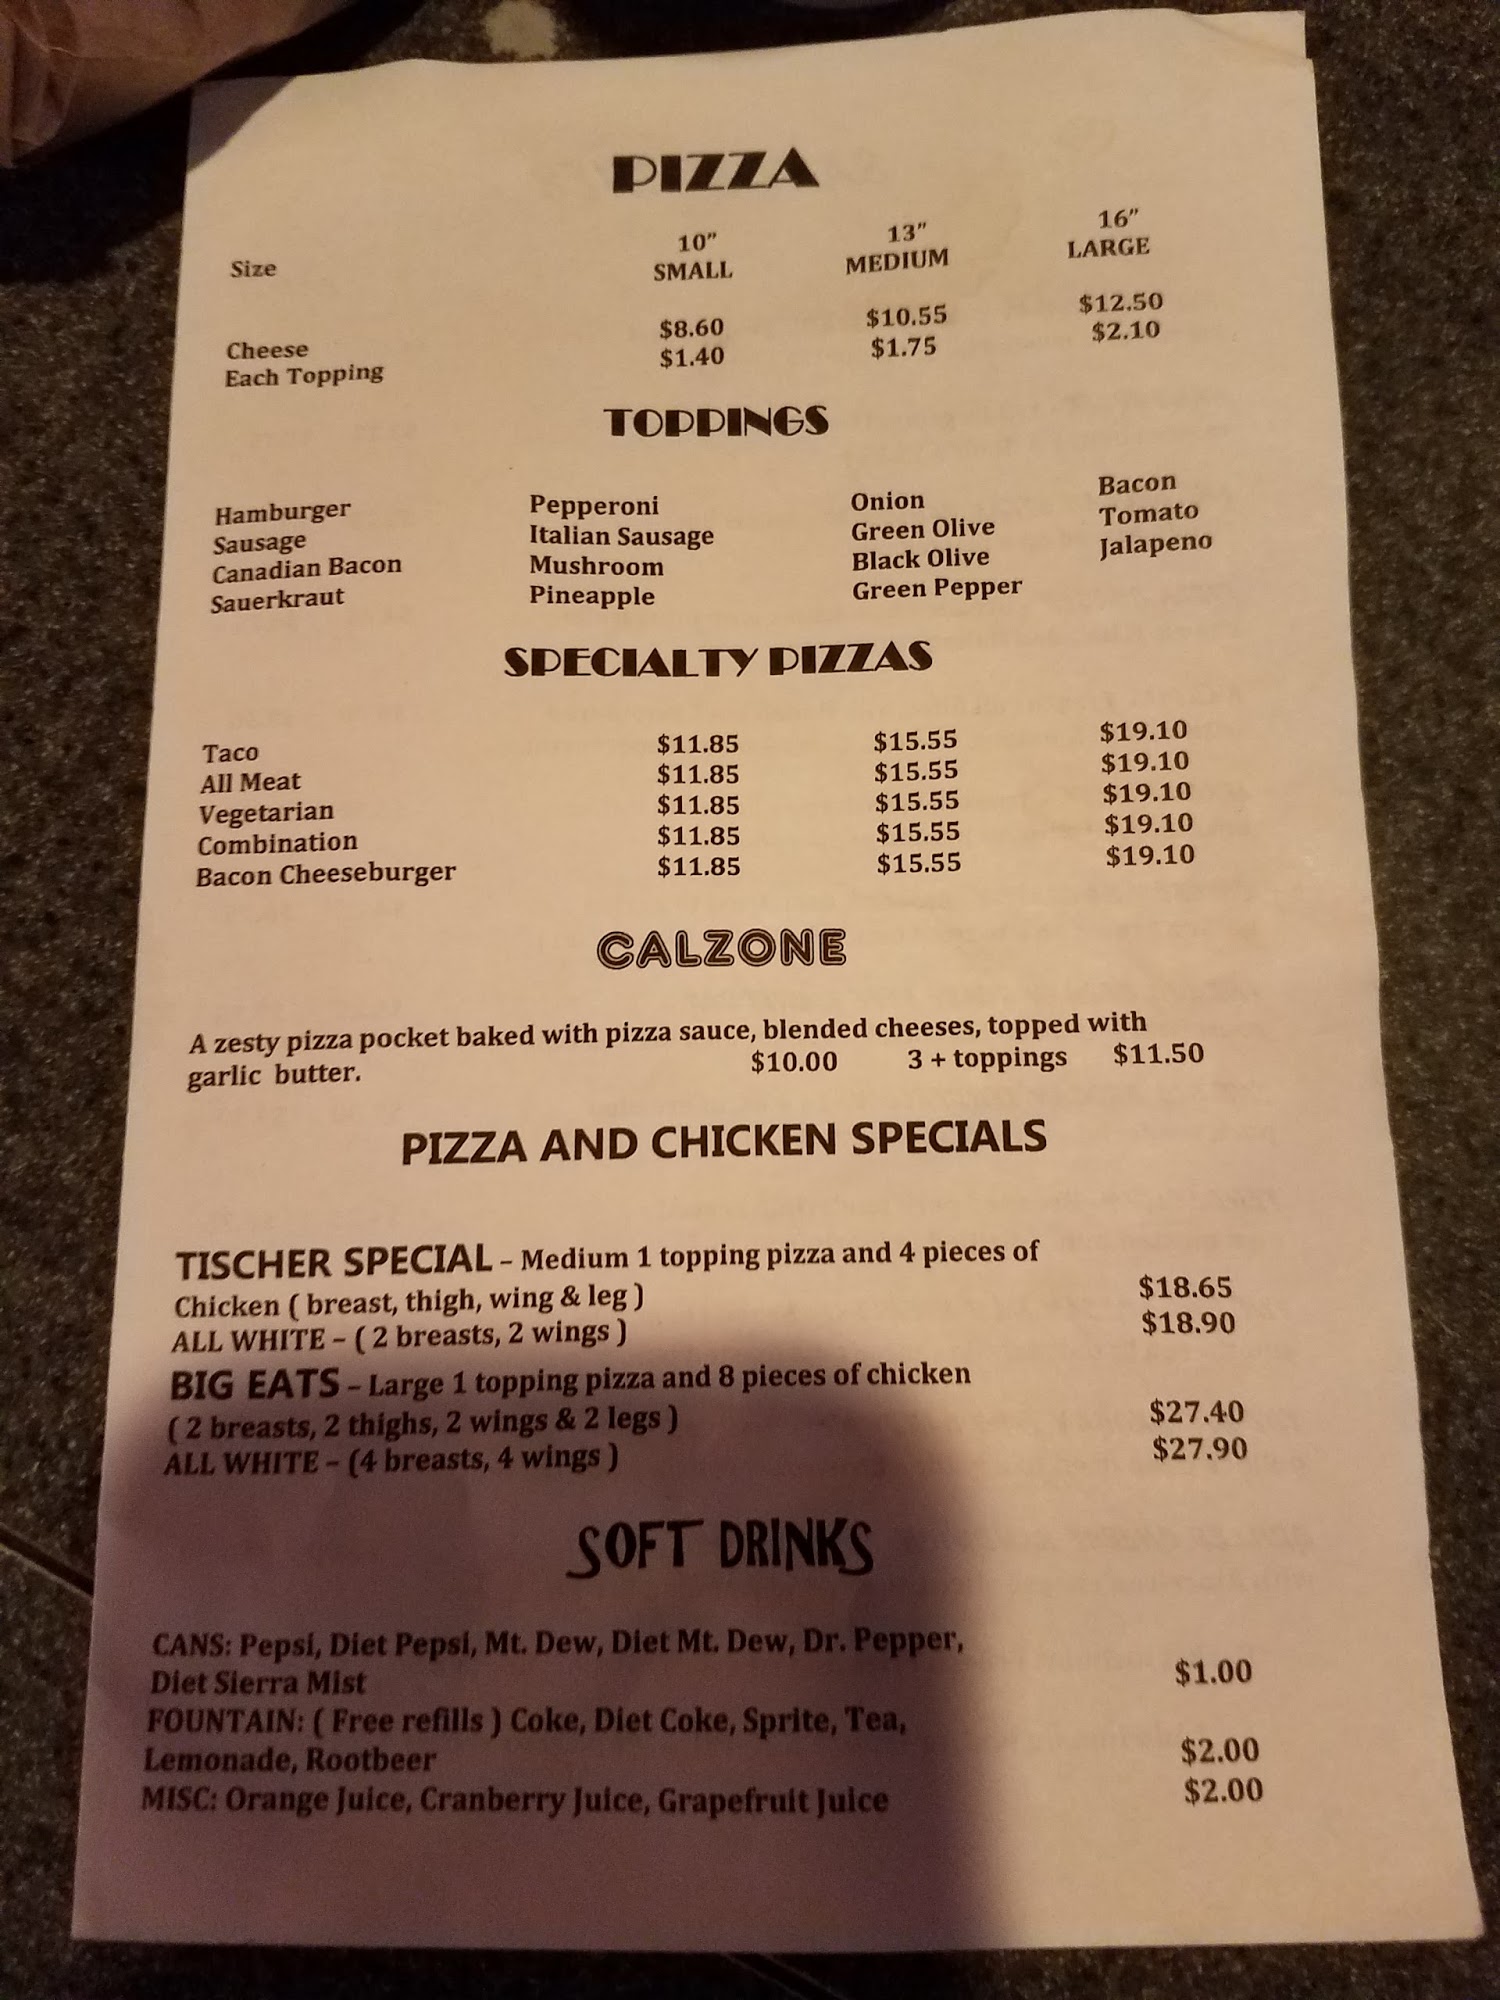 PIZZA
Size 10" 13" 16"
SMALL MEDIUM LARGE
Cheese $8.60 $10.55 $12.50
Each Topping $1.40 $1.75 $2.10
TOPPINGS
Hamburger Pepperoni Onion Bacon
Sausage Italian Sausage Green Olive Tomato
Canadian Bacon Mushroom Black Olive Jalapeno
Sauerkraut Pineapple Green Pepper
SPECIALTY PIZZAS
Taco $11.85 $15.55 $19.10
All Meat $11.85 $15.55 $19.10
Vegetarian $11.85 $15.55 $19.10
Combination $11.85 $15.55 $19.10
Bacon Cheeseburger $11.85 $15.55 $19.10
CALZONE
A zesty pizza pocket baked with pizza sauce, blended cheeses, topped with
garlic butter. $10.00 3 + toppings $11.50
PIZZA AND CHICKEN SPECIALS
TISCHER SPECIAL – Medium 1 topping pizza and 4 pieces of
Chicken ( breast, thigh, wing & leg ) $18.65
ALL WHITE – ( 2 breasts, 2 wings ) $18.90
BIG EATS – Large 1 topping pizza and 8 pieces of chicken
( 2 breasts, 2 thighs, 2 wings & 2 legs ) $27.40
ALL WHITE – (4 breasts, 4 wings ) $27.90
SOFT DRINKS
CANS: Pepsi, Diet Pepsi, Mt. Dew, Diet Mt. Dew, Dr. Pepper,
Diet Sierra Mist $1.00
FOUNTAIN: ( Free refills ) Coke, Diet Coke, Sprite, Tea,
Lemonade, Rootbeer $2.00
MISC: Orange Juice, Cranberry Juice, Grapefruit Juice $2.00